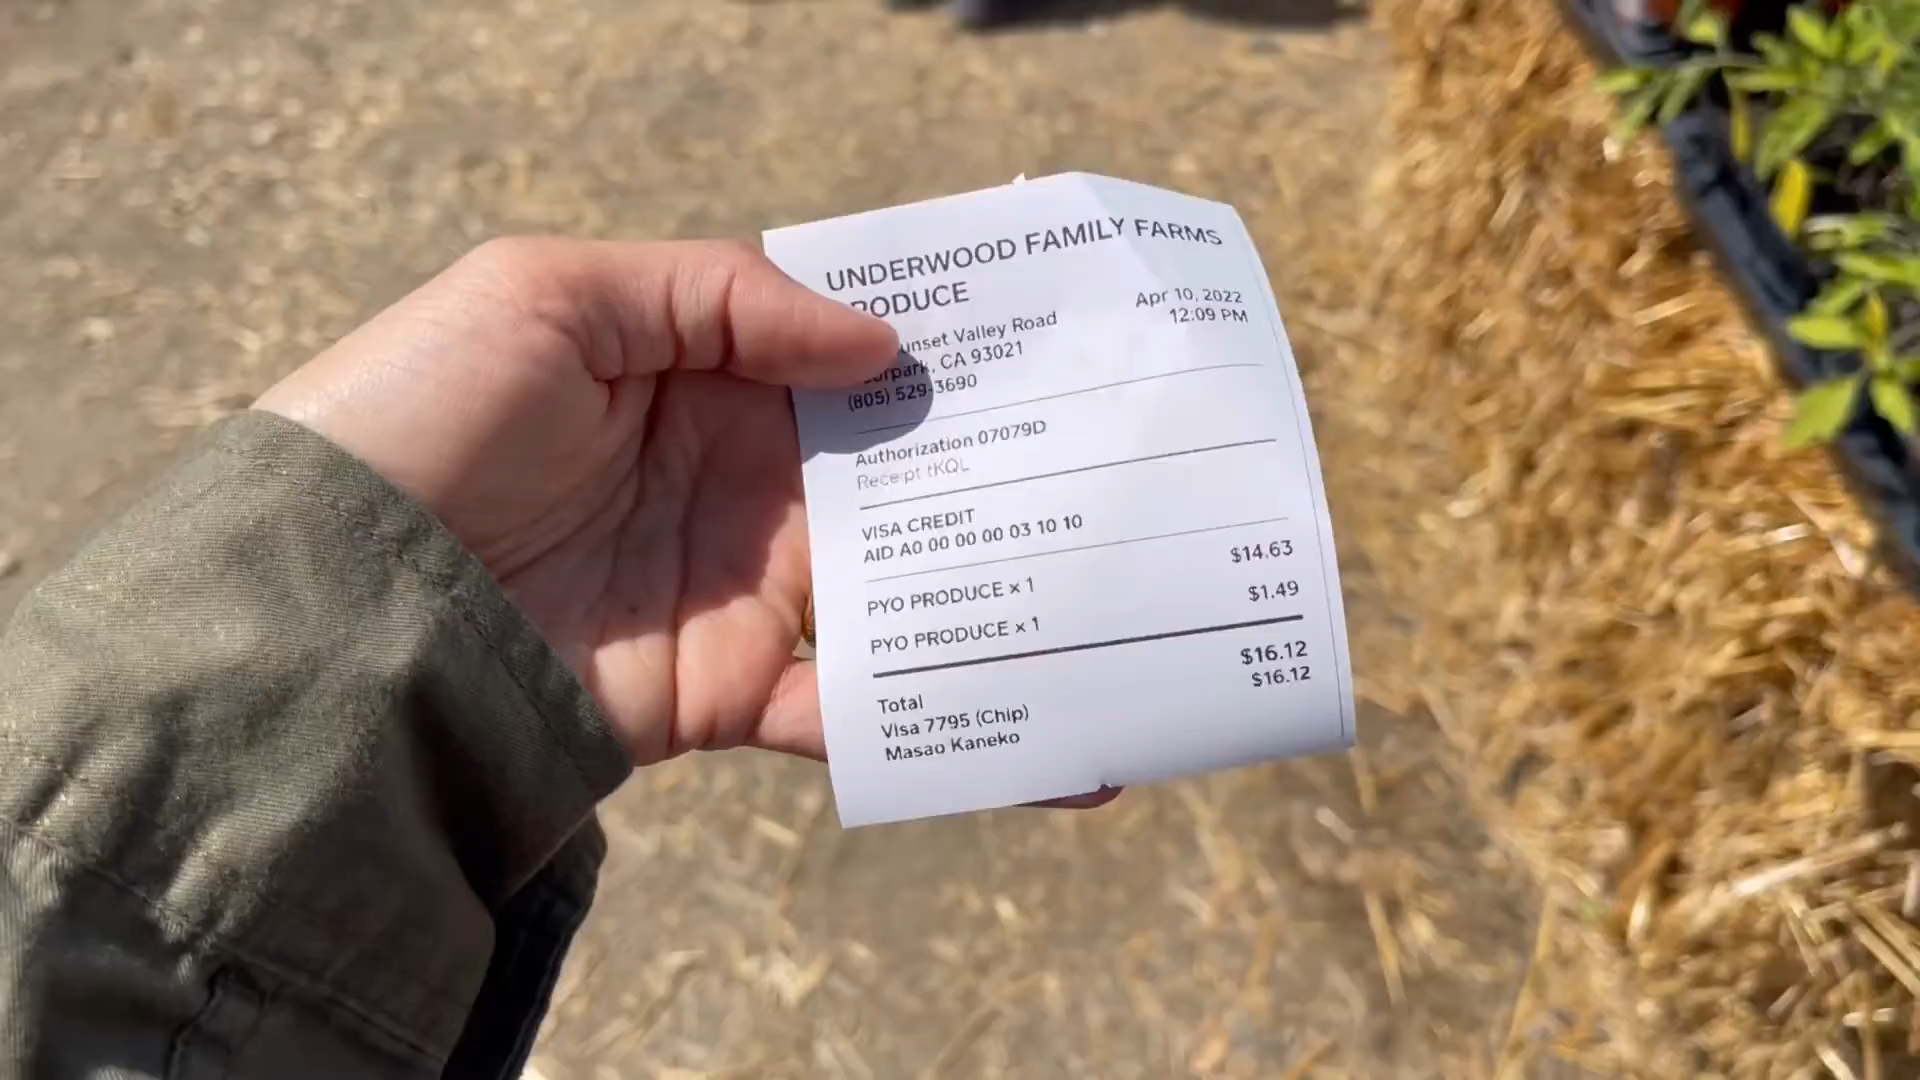 UNDERWOOD FAMILY FARMS
RODUCE
Apr 10, 2022
12:09 PM
unset Valley Road
orpark, CA 93021
(805) 529-3690
Authorization 07079D
Receipt tKQL
VISA CREDIT
AID A0 00 00 00 03 10 10
PYO PRODUCE x 1 $14.63
PYO PRODUCE x 1 $1.49
Total $16.12
Visa 7795 (Chip) $16.12
Masao Kaneko